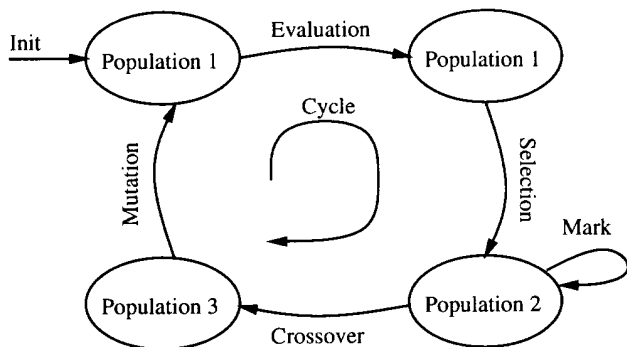 Init
Population 1
Evaluation
Population 1
Cycle
Mutation
Selection
Mark
Population 3
Population 2
Crossover